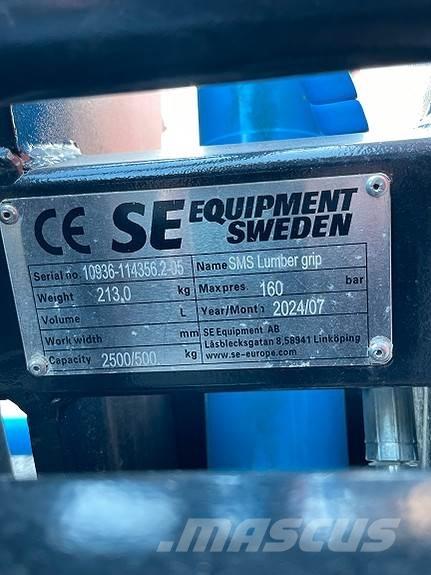 CE SE EQUIPMENT SWEDEN
Serial no. 10936-114356.2-05 Name SMS Lumber grip
Weight 213,0 kg Max pres. 160 bar
Volume L Year/Month 2024/07
Work width mm SE Equipment AB
Låsblecksgatan 8,58941 Linköping
Capacity 2500/500 kg www.se-europe.com
MASCUS